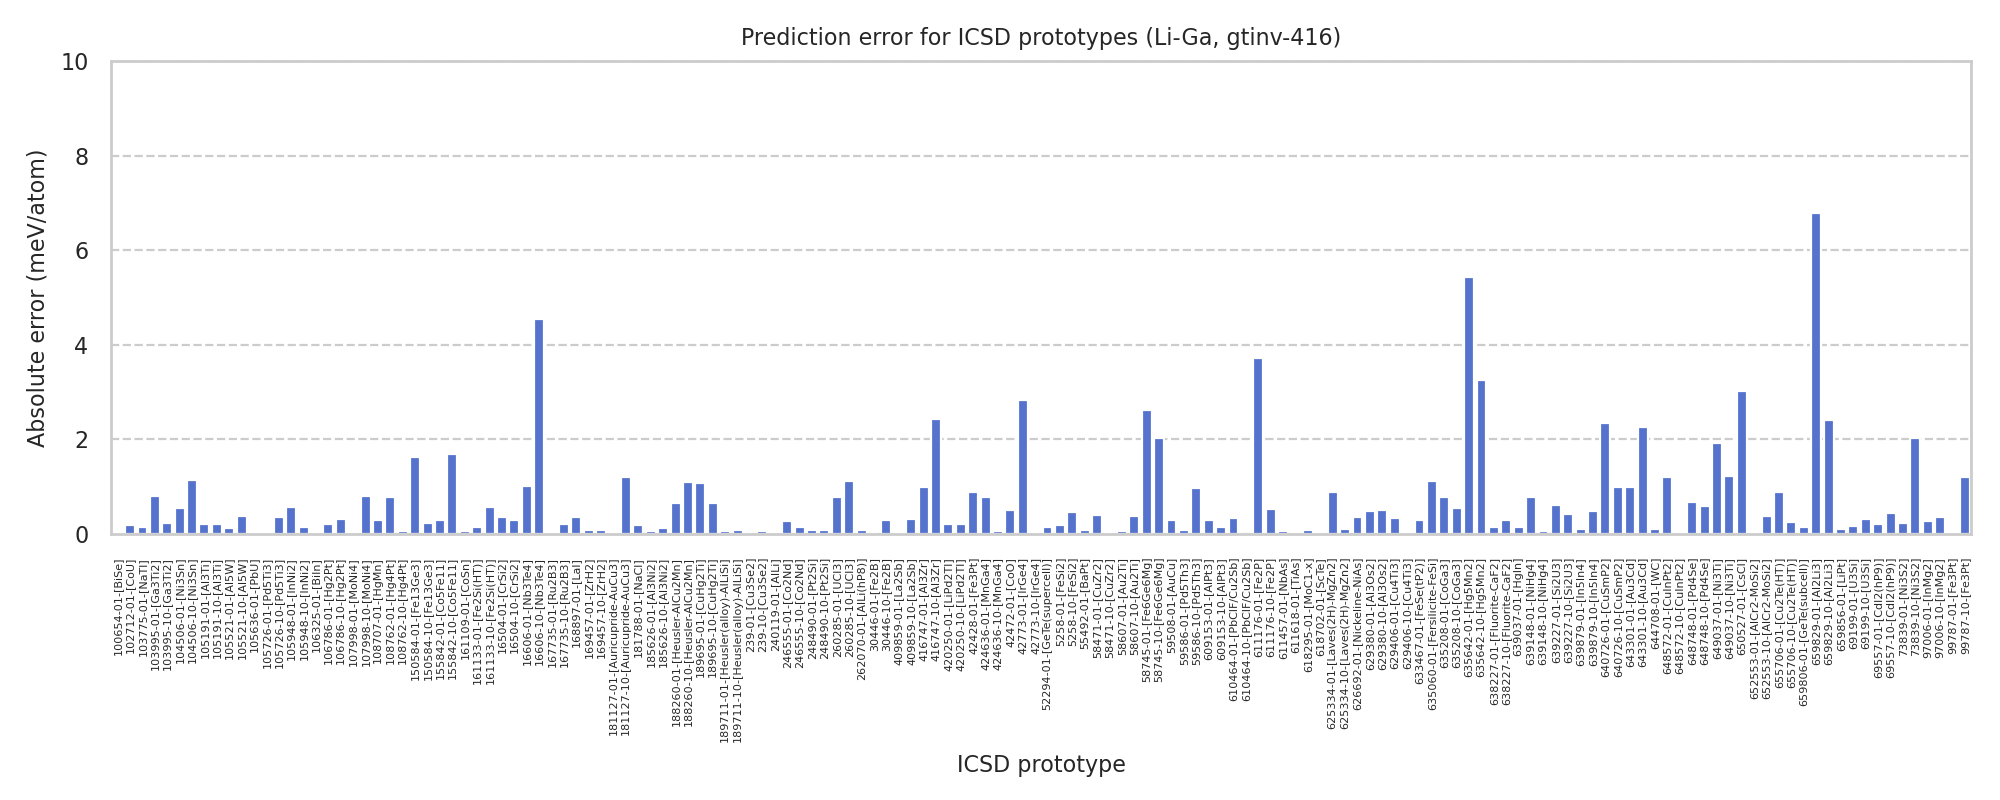 Prediction error for ICSD prototypes (Li-Ga, gtinv-416)
10
8
6
4
2
0
Absolute error (meV/atom)
100654-01-[BiSe]
102712-01-[CoU]
103775-01-[NaTl]
103995-01-[Ga3Ti2]
103995-10-[Ga3Ti2]
104506-01-[Ni3Sn]
104506-10-[Ni3Sn]
105191-01-[Al3Ti]
105191-10-[Al3Ti]
105521-01-[Al5W]
105521-10-[Al5W]
105636-01-[PbU]
105726-01-[Pd5Ti3]
105726-10-[Pd5Ti3]
105948-01-[InNi2]
105948-10-[InNi2]
106325-01-[BiIn]
106786-01-[Hg2Pt]
106786-10-[Hg2Pt]
107998-01-[MoNi4]
107998-10-[MoNi4]
108707-01-[HgMn]
108762-01-[Hg4Pt]
108762-10-[Hg4Pt]
150584-01-[Fe13Ge3]
150584-10-[Fe13Ge3]
155842-01-[Co5Fe11]
155842-10-[Co5Fe11]
161109-01-[CoSn]
161133-01-[Fe2Si(HT)]
161133-10-[Fe2Si(HT)]
16504-01-[CrSi2]
16504-10-[CrSi2]
16606-01-[Nb3Te4]
16606-10-[Nb3Te4]
167735-01-[Ru2B3]
167735-10-[Ru2B3]
168897-01-[LaI]
169457-01-[ZrH2]
169457-10-[ZrH2]
181127-01-[Auricupride-AuCu3]
181127-10-[Auricupride-AuCu3]
181788-01-[NaCl]
185626-01-[Al3Ni2]
185626-10-[Al3Ni2]
188260-01-[Heusler-AlCu2Mn]
188260-10-[Heusler-AlCu2Mn]
189695-01-[CuHg2Ti]
189695-10-[CuHg2Ti]
189711-01-[Heusler(alloy)-AlLiSi]
189711-10-[Heusler(alloy)-AlLiSi]
239-01-[Cu3Se2]
239-10-[Cu3Se2]
240119-01-[AlLi]
246555-01-[Co2Nd]
246555-10-[Co2Nd]
248490-01-[Pt2Si]
248490-10-[Pt2Si]
260285-01-[UCl3]
260285-10-[UCl3]
262070-01-[AlLi(hP8)]
30446-01-[Fe2B]
30446-10-[Fe2B]
409859-01-[La2Sb]
409859-10-[La2Sb]
416747-01-[Al3Zr]
416747-10-[Al3Zr]
420250-01-[LiPd2Tl]
420250-10-[LiPd2Tl]
42428-01-[Fe3Pt]
424636-01-[MnGa4]
424636-10-[MnGa4]
42472-01-[CoO]
42773-01-[IrGe4]
42773-10-[IrGe4]
52294-01-[GeTe(supercell)]
5258-01-[FeSi2]
5258-10-[FeSi2]
55492-01-[BaPt]
58471-01-[CuZr2]
58471-10-[CuZr2]
58607-01-[Au2Ti]
58607-10-[Au2Ti]
58745-01-[Fe6Ge6Mg]
58745-10-[Fe6Ge6Mg]
59508-01-[AuCu]
59586-01-[Pd5Th3]
59586-10-[Pd5Th3]
609153-01-[AlPt3]
609153-10-[AlPt3]
610464-01-[PbClF/Cu2Sb]
610464-10-[PbClF/Cu2Sb]
611176-01-[Fe2P]
611176-10-[Fe2P]
611457-01-[NbAs]
611618-01-[TiAs]
618295-01-[MoC1-x]
618702-01-[ScTe]
625334-01-[Laves(2H)-MgZn2]
625334-10-[Laves(2H)-MgZn2]
626692-01-[Nickeline-NiAs]
629380-01-[Al3Os2]
629380-10-[Al3Os2]
629406-01-[Cu4Ti3]
629406-10-[Cu4Ti3]
633467-01-[FeSe(tP2)]
635060-01-[Fersilicite-FeSi]
635208-01-[CoGa3]
635208-10-[CoGa3]
635642-01-[Hg5Mn2]
635642-10-[Hg5Mn2]
638227-01-[Fluorite-CaF2]
638227-10-[Fluorite-CaF2]
639037-01-[HgIn]
639148-01-[NiHg4]
639148-10-[NiHg4]
639227-01-[Si2U3]
639227-10-[Si2U3]
639879-01-[In5In4]
639879-10-[In5In4]
640726-01-[CuSmP2]
640726-10-[CuSmP2]
643301-01-[Au3Cd]
643301-10-[Au3Cd]
644708-01-[WC]
648572-01-[CuInPt2]
648572-10-[CuInPt2]
648748-01-[Pd4Se]
648748-10-[Pd4Se]
649037-01-[Ni3Ti]
649037-10-[Ni3Ti]
650527-01-[CsCl]
652553-01-[AlCr2-MoSi2]
652553-10-[AlCr2-MoSi2]
655706-01-[Cu2Te(HT)]
655706-10-[Cu2Te(HT)]
659806-01-[GeTe(subcell)]
659829-01-[Al2Li3]
659829-10-[Al2Li3]
659856-01-[LiPt]
69199-01-[U3Si]
69199-10-[U3Si]
69557-01-[CdI2(hP9)]
69557-10-[CdI2(hP9)]
73839-01-[Ni3S2]
73839-10-[Ni3S2]
97006-01-[InMg2]
97006-10-[InMg2]
99787-01-[Fe3Pt]
99787-10-[Fe3Pt]
ICSD prototype